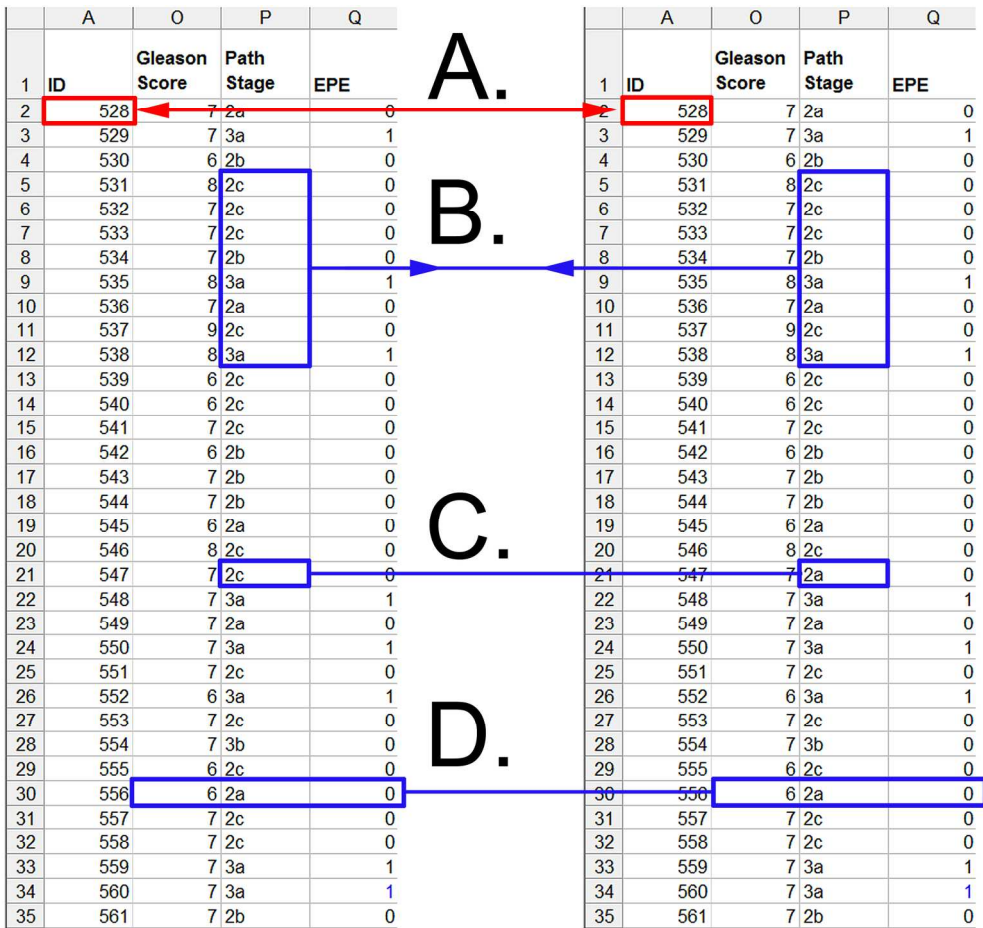 A O P Q A O P Q
1 ID Gleason Score Path Stage EPE A. 1 ID Gleason Score Path Stage EPE
2 528 7 2a 0 2 528 7 2a 0
3 529 7 3a 1 3 529 7 3a 1
4 530 6 2b 0 4 530 6 2b 0
5 531 8 2c 0 5 531 8 2c 0
6 532 7 2c 0 B. 6 532 7 2c 0
7 533 7 2c 0 7 533 7 2c 0
8 534 7 2b 0 8 534 7 2b 0
9 535 8 3a 1 9 535 8 3a 1
10 536 7 2a 0 10 536 7 2a 0
11 537 9 2c 0 11 537 9 2c 0
12 538 8 3a 1 12 538 8 3a 1
13 539 6 2c 0 13 539 6 2c 0
14 540 6 2c 0 14 540 6 2c 0
15 541 7 2c 0 15 541 7 2c 0
16 542 6 2b 0 16 542 6 2b 0
17 543 7 2b 0 17 543 7 2b 0
18 544 7 2b 0 18 544 7 2b 0
19 545 6 2a 0 C. 19 545 6 2a 0
20 546 8 2c 0 20 546 8 2c 0
21 547 7 2c 0 21 547 7 2a 0
22 548 7 3a 1 22 548 7 3a 1
23 549 7 2a 0 23 549 7 2a 0
24 550 7 3a 1 24 550 7 3a 1
25 551 7 2c 0 25 551 7 2c 0
26 552 6 3a 1 26 552 6 3a 1
27 553 7 2c 0 27 553 7 2c 0
28 554 7 3b 0 D. 28 554 7 3b 0
29 555 6 2c 0 29 555 6 2c 0
30 556 6 2a 0 30 556 6 2a 0
31 557 7 2c 0 31 557 7 2c 0
32 558 7 2c 0 32 558 7 2c 0
33 559 7 3a 1 33 559 7 3a 1
34 560 7 3a 1 34 560 7 3a 1
35 561 7 2b 0 35 561 7 2b 0